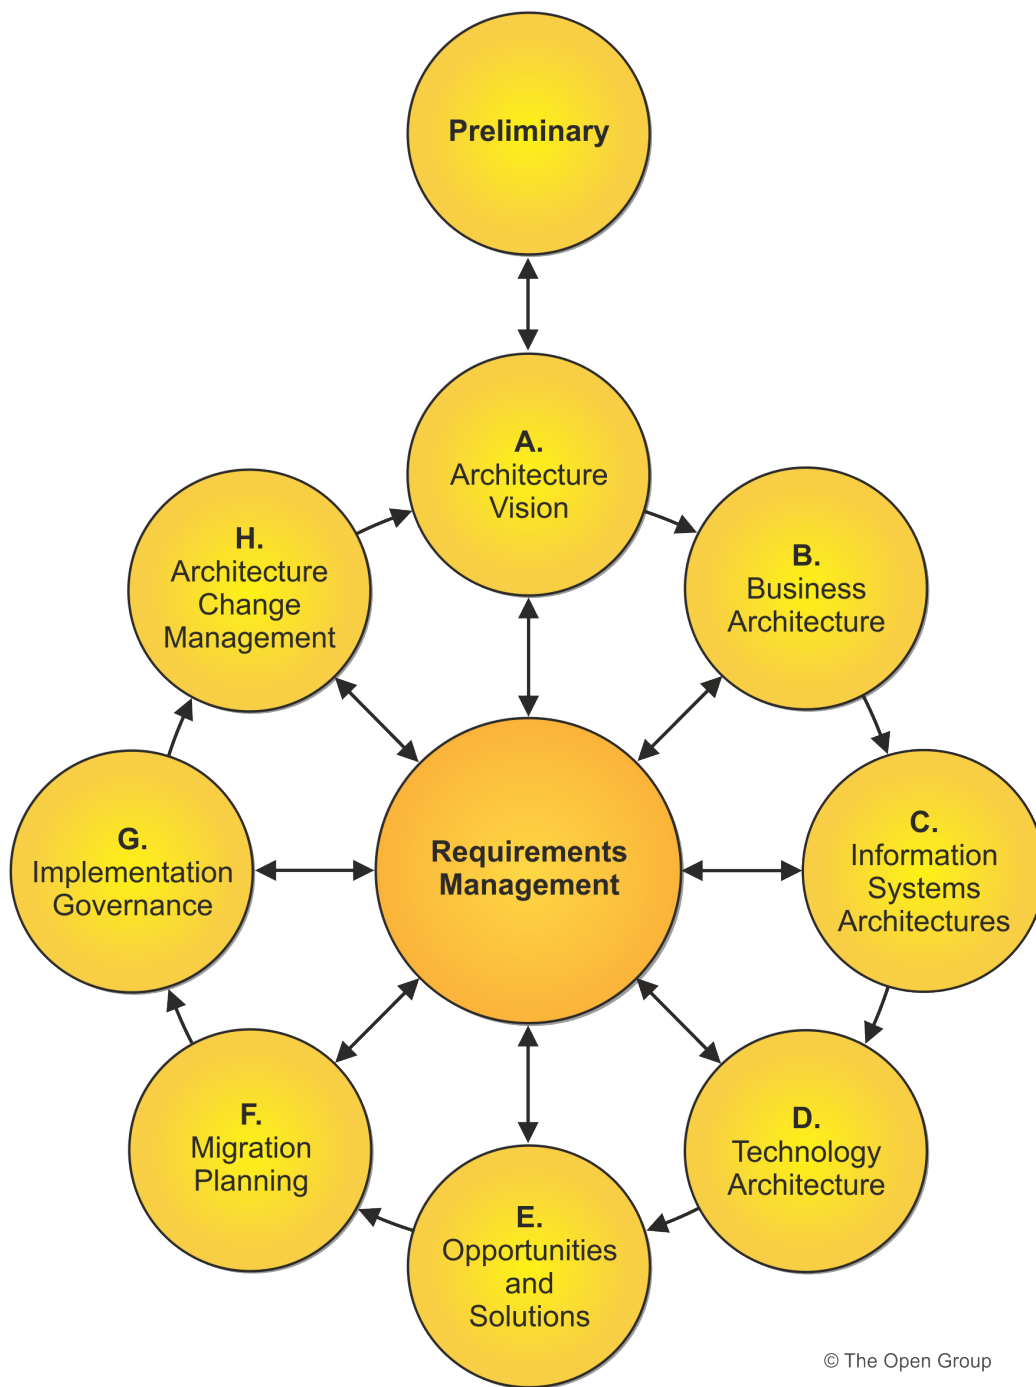 Preliminary
A.
Architecture
Vision
B.
Business
Architecture
C.
Information
Systems
Architectures
D.
Technology
Architecture
E.
Opportunities
and
Solutions
F.
Migration
Planning
G.
Implementation
Governance
H.
Architecture
Change
Management
Requirements
Management
© The Open Group